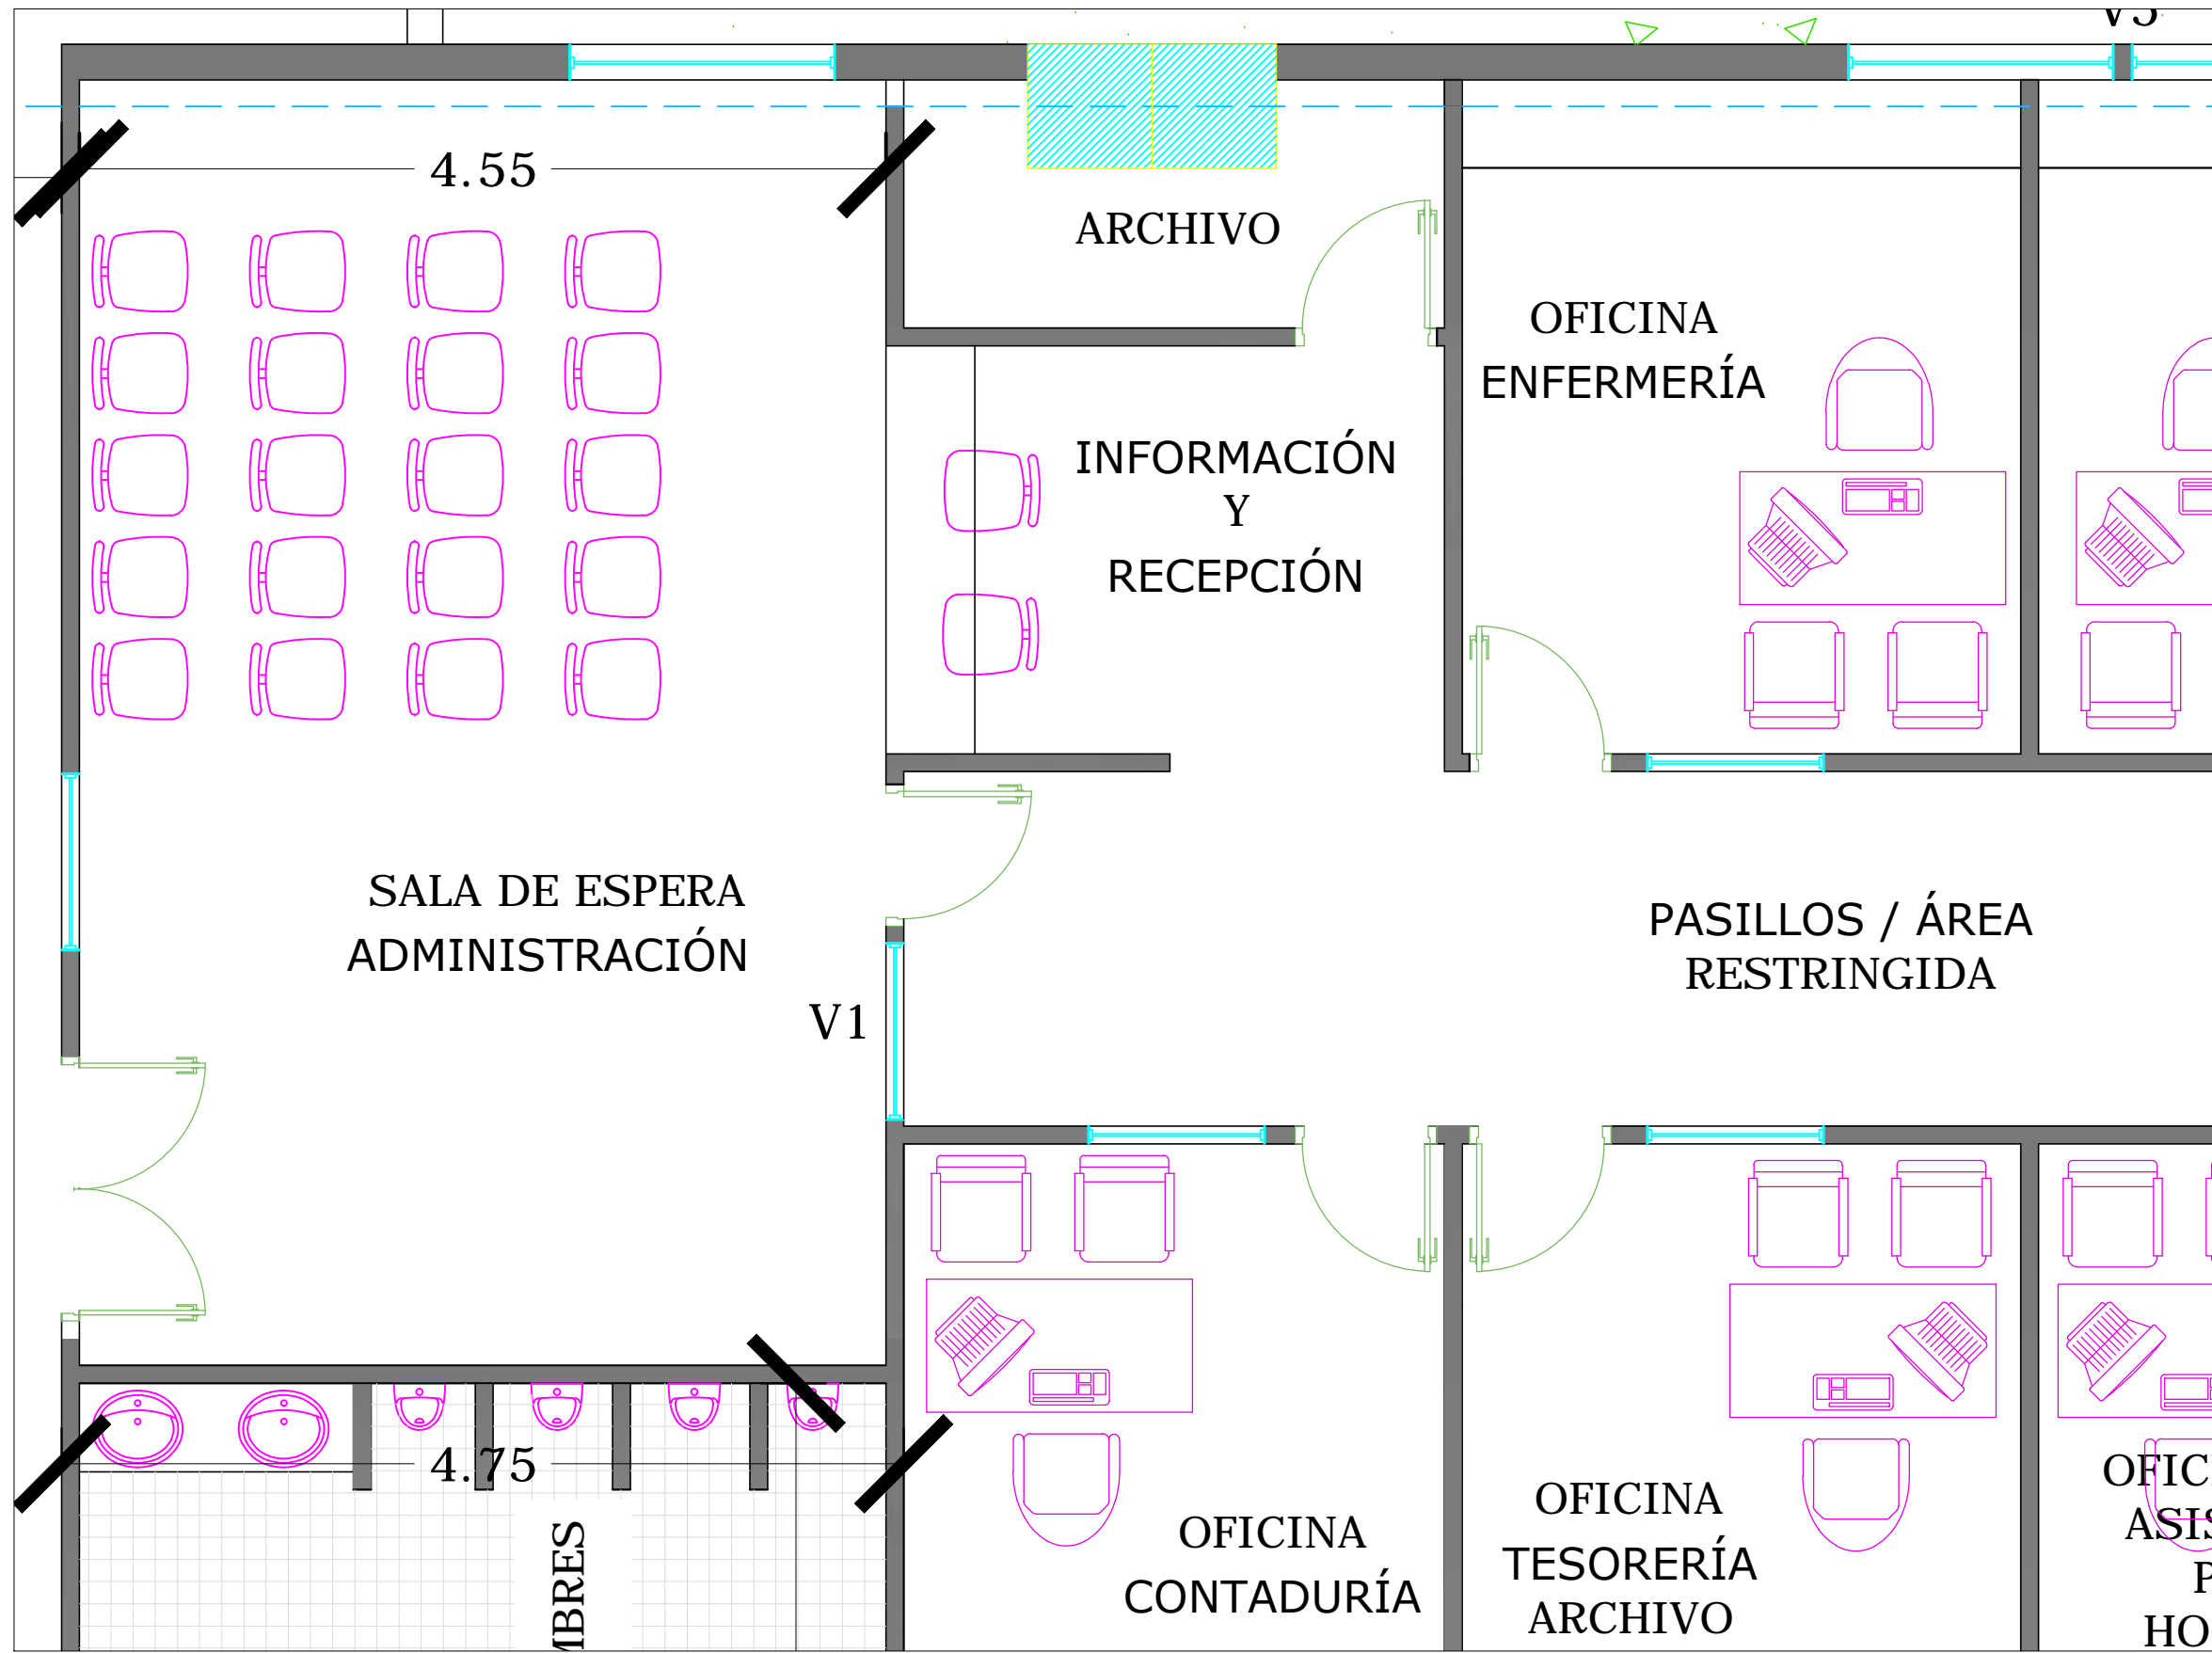 4.55
ARCHIVO
OFICINA
ENFERMERÍA
INFORMACIÓN
Y
RECEPCIÓN
SALA DE ESPERA
ADMINISTRACIÓN
PASILLOS / ÁREA
RESTRINGIDA
V1
4.75
OFICINA
CONTADURÍA
OFICINA
TESORERÍA
ARCHIVO